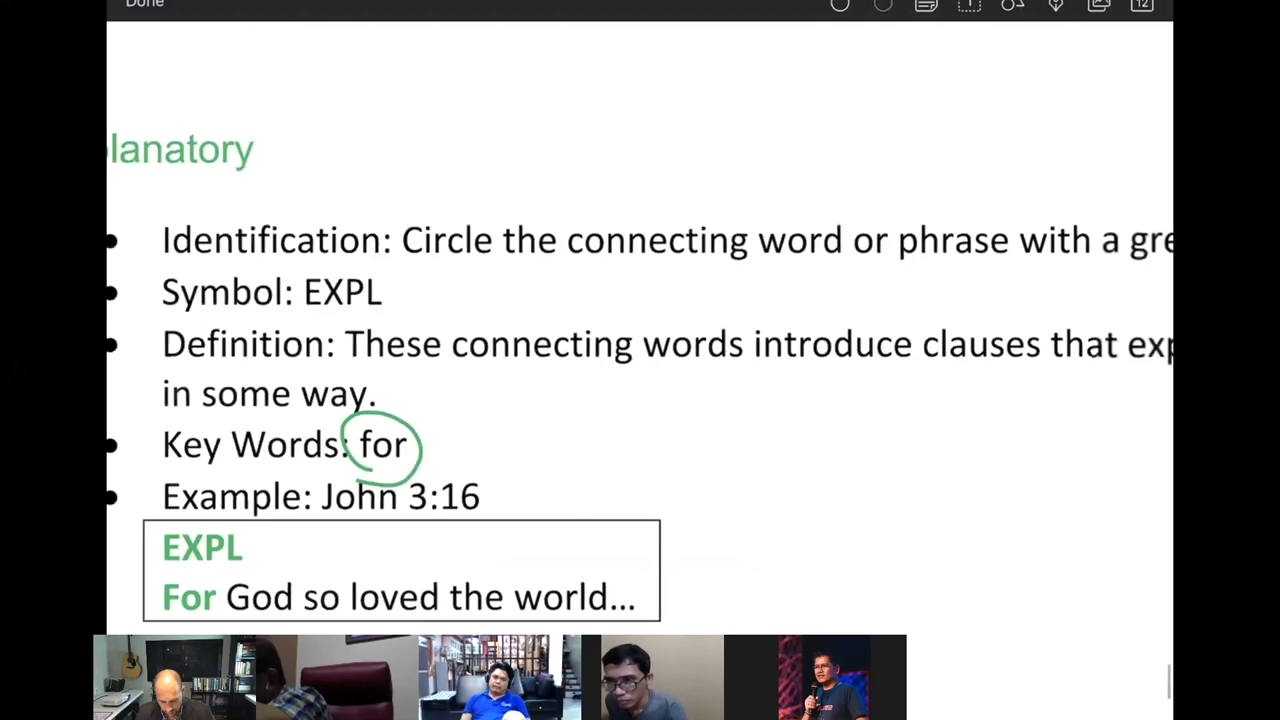 Done
12
planatory
• Identification: Circle the connecting word or phrase with a gre
• Symbol: EXPL
• Definition: These connecting words introduce clauses that exp
in some way.
• Key Words: for
• Example: John 3:16
EXPL
For God so loved the world...